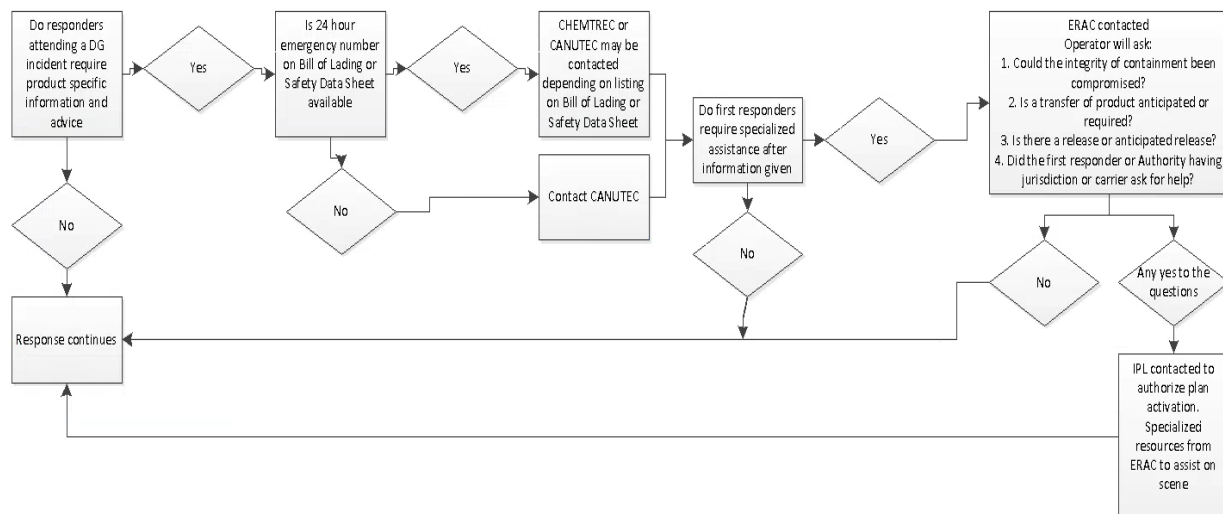 Do responders
attending a DG
incident require
product specific
information and
advice
Yes
Is 24 hour
emergency number
on Bill of Lading or
Safety Data Sheet
available
Yes
CHEMTREC or
CANUTEC may be
contacted
depending on listing
on Bill of Lading or
Safety Data Sheet
Do first responders
require specialized
assistance after
information given
Yes
ERAC contacted
Operator will ask:
1. Could the integrity of containment been
compromised?
2. Is a transfer of product anticipated or
required?
3. Is there a release or anticipated release?
4. Did the first responder or Authority having
jurisdiction or carrier ask for help?
No
No
Contact CANUTEC
No
No
Any yes to the
questions
Response continues
IPL contacted to
authorize plan
activation.
Specialized
resources from
ERAC to assist on
scene